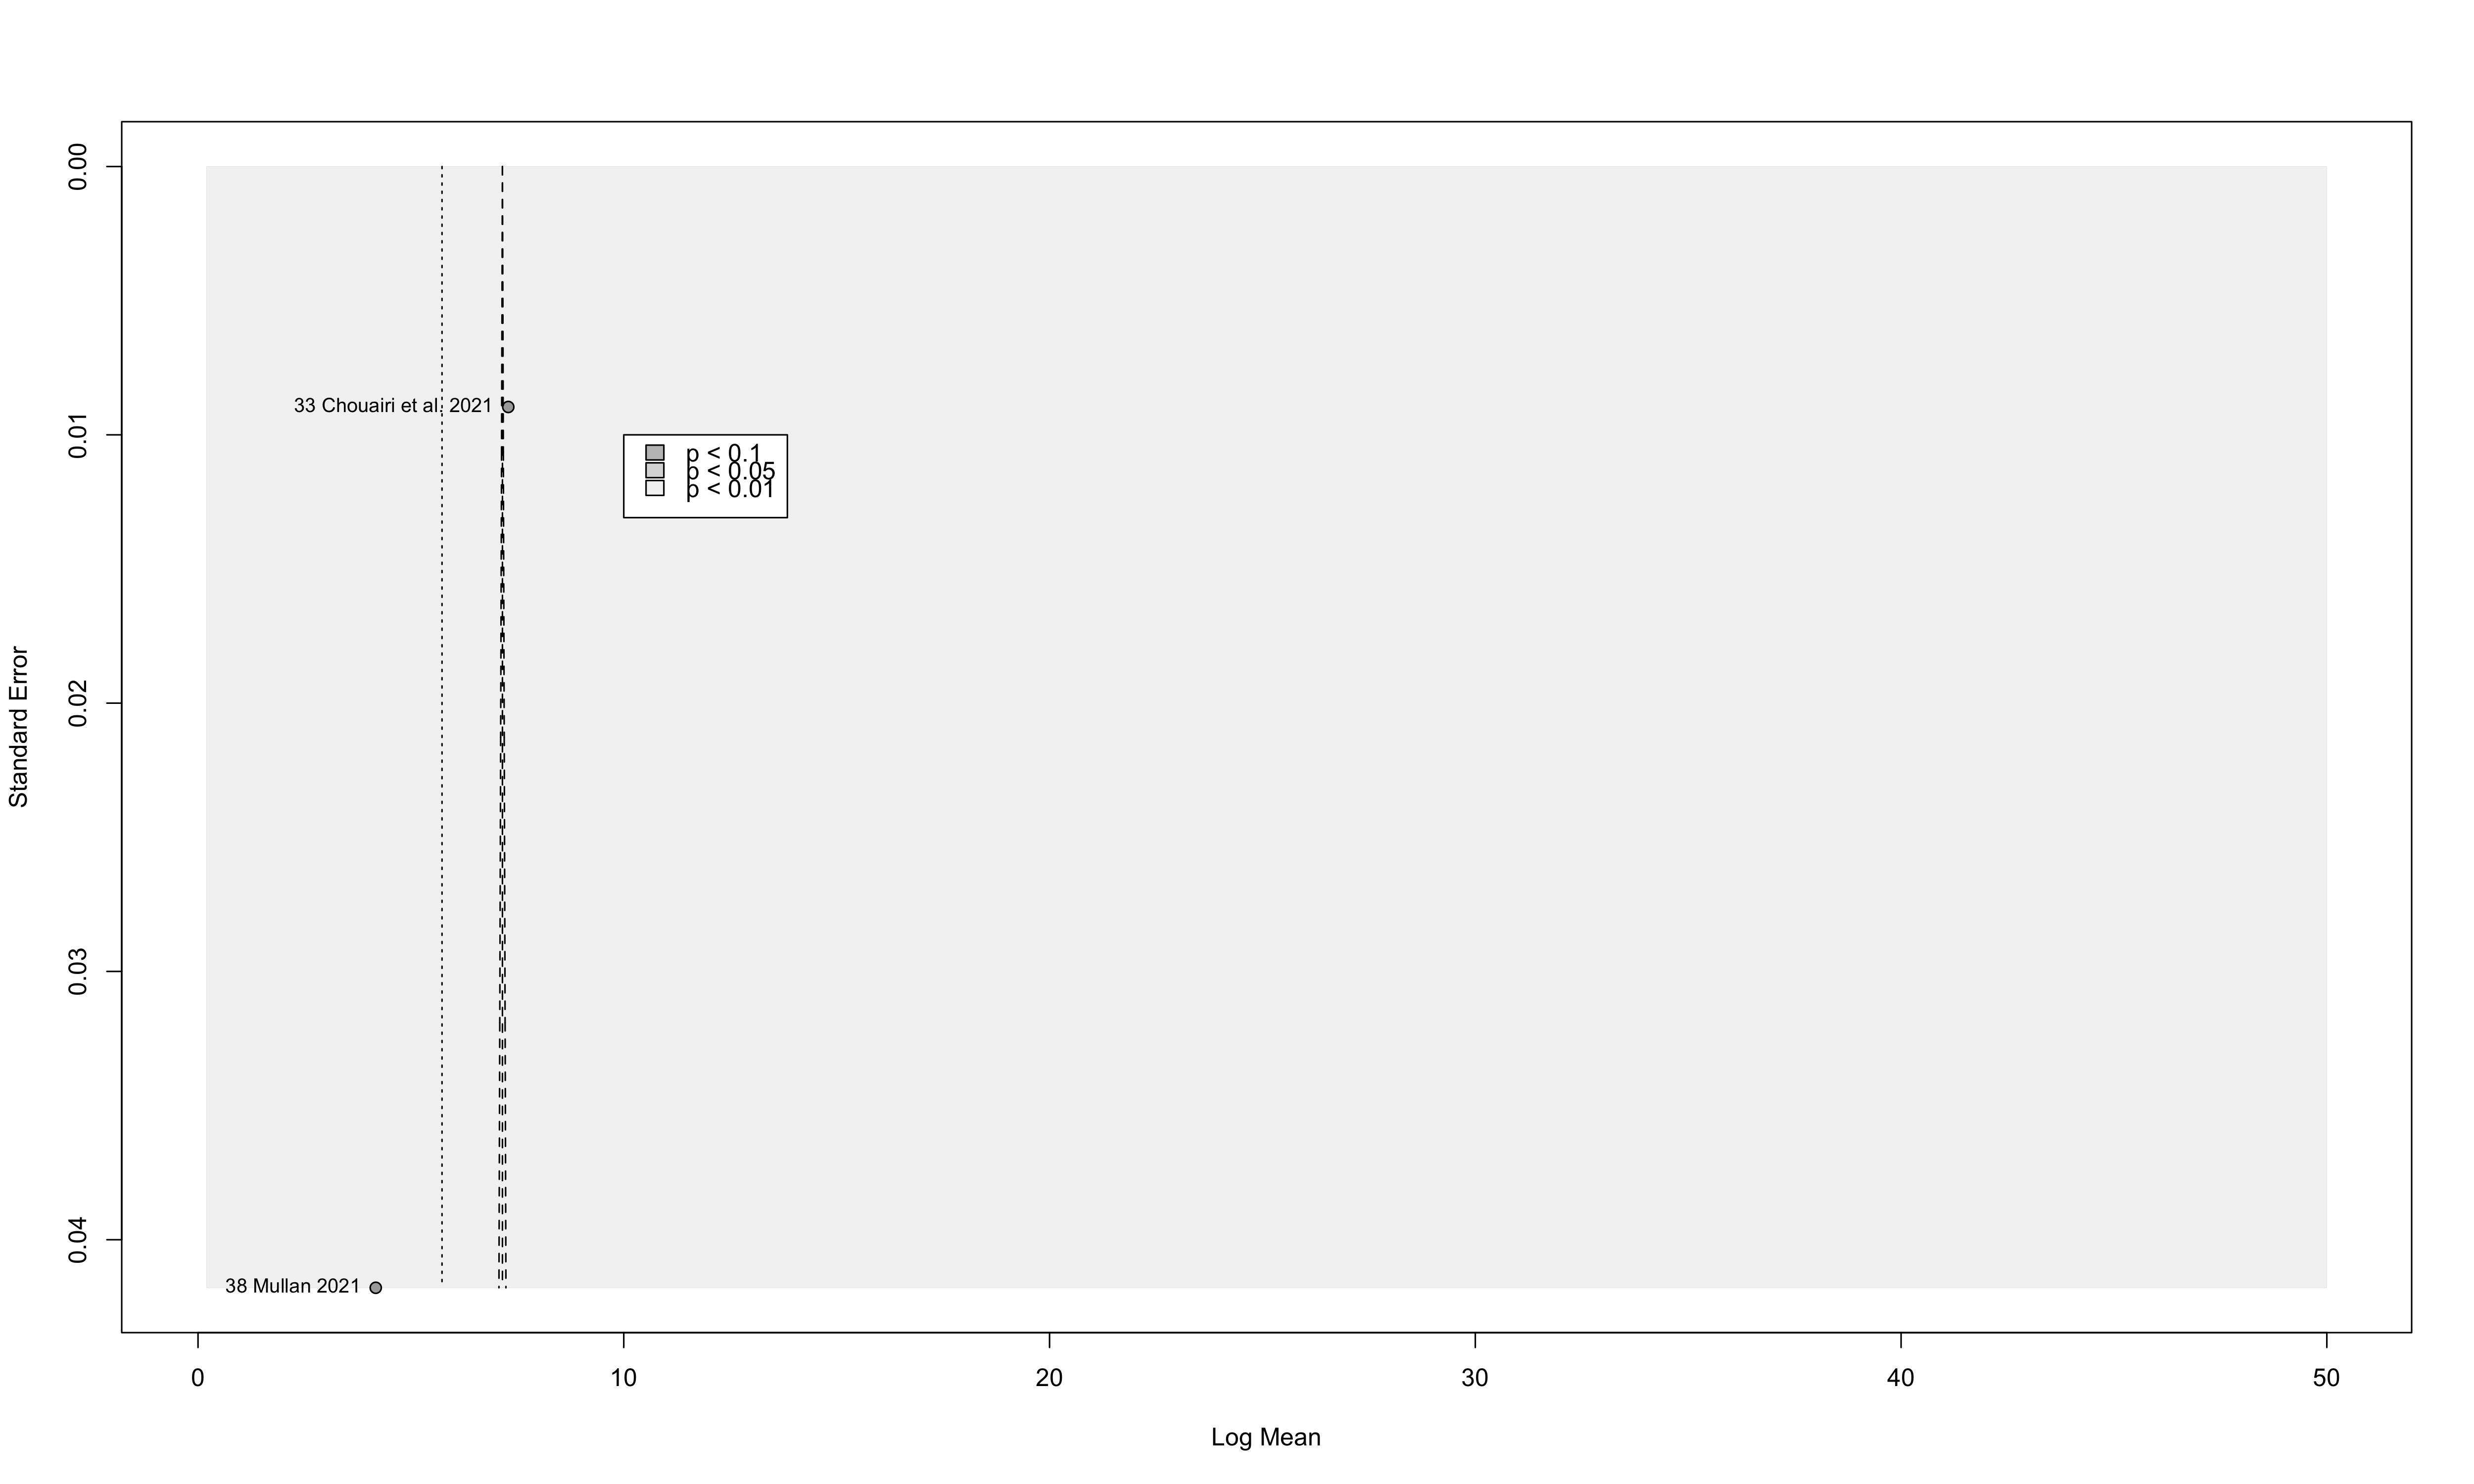 0.00
0.01
0.02
0.03
0.04
Standard Error
33 Chouairi et al. 2021
p < 0.1
p < 0.05
p < 0.01
38 Mullan 2021
0
10
20
30
40
50
Log Mean